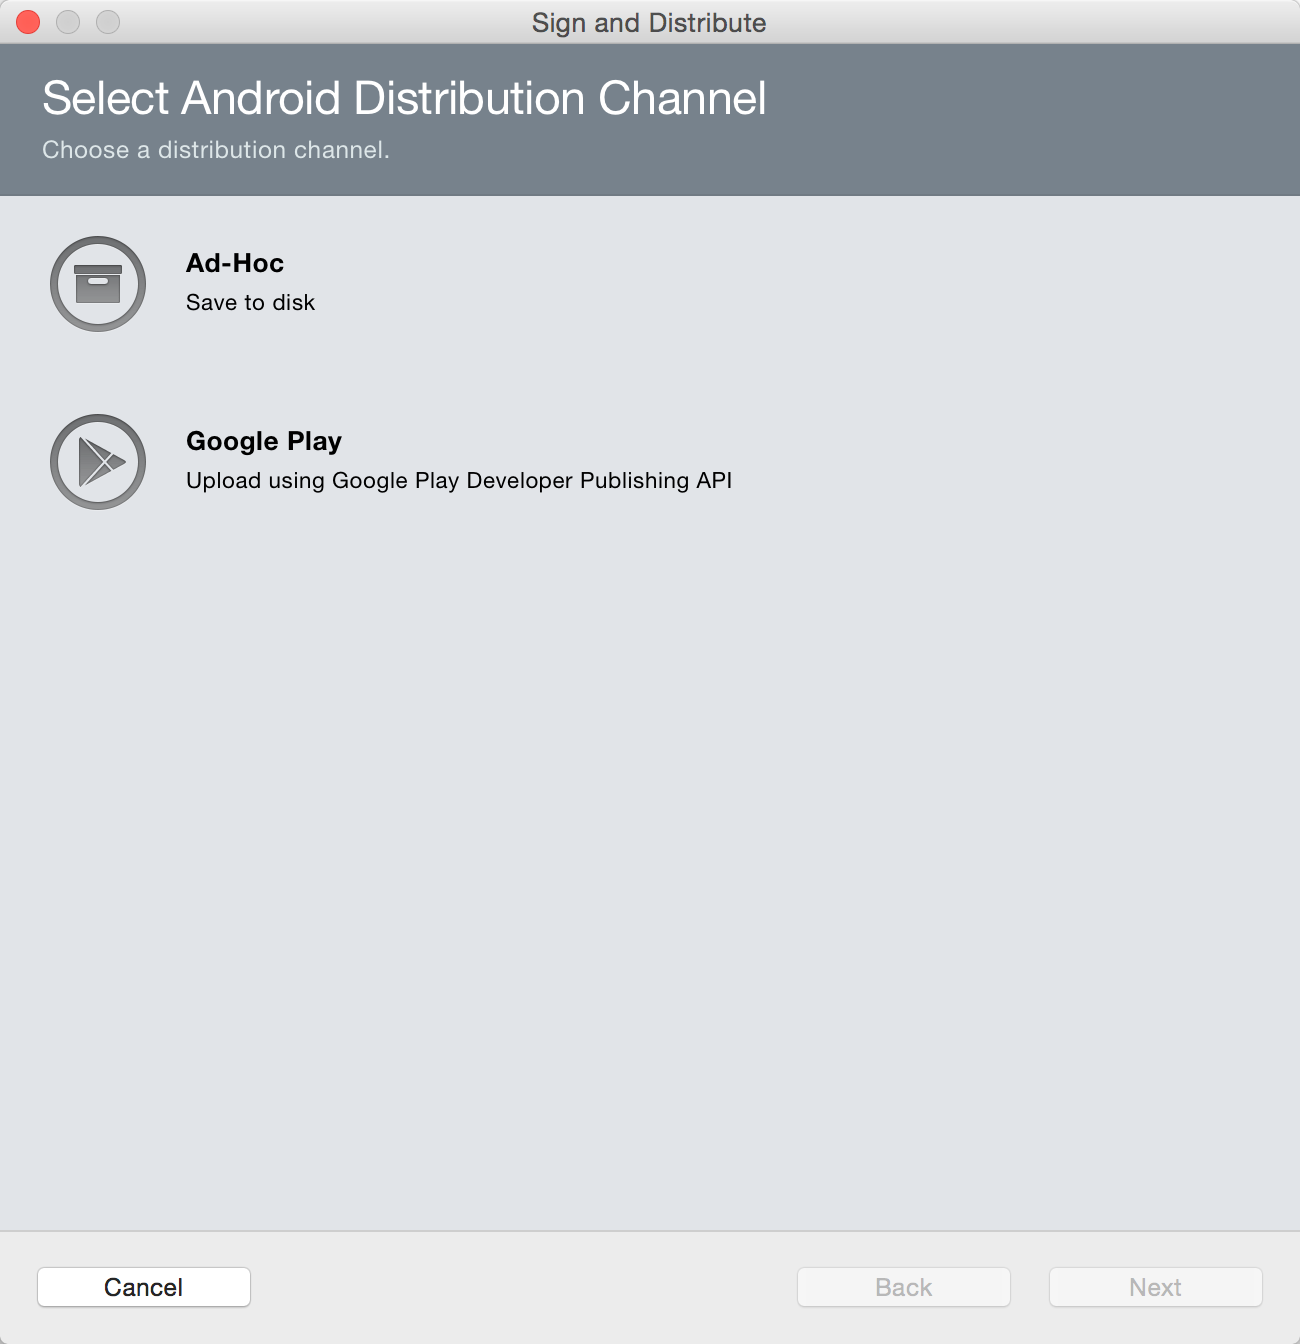 Sign and Distribute
Select Android Distribution Channel
Choose a distribution channel.
Ad-Hoc
Save to disk
Google Play
Upload using Google Play Developer Publishing API
Cancel
Back
Next